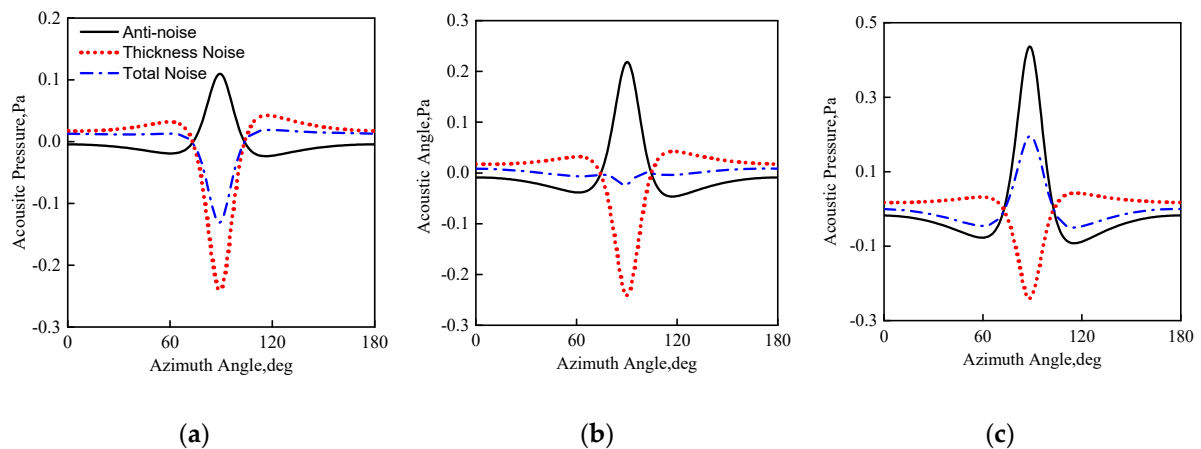 0.2
0.1
0.0
-0.1
-0.2
-0.3
Acousitic Pressure,Pa
Anti-noise
Thickness Noise
Total Noise
0
60
120
180
Azimuth Angle,deg
(a)
0.3
0.2
0.1
0.0
-0.1
-0.2
-0.3
Acoustic Angle,Pa
0
60
120
180
Azimuth Angle,deg
(b)
0.5
0.3
0.1
-0.1
-0.3
Acoustic Pressure,Pa
0
60
120
180
Azimuth Angle,deg
(c)